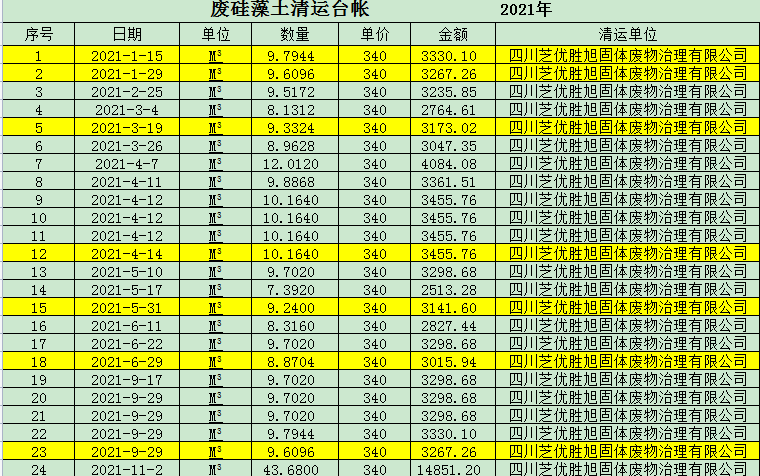 废硅藻土清运台帐 2021年
序号 日期 单位 数量 单价 金额 清运单位
1 2021-1-15 M³ 9.7944 340 3330.10 四川芝优胜旭固体废物治理有限公司
2 2021-1-29 M³ 9.6096 340 3267.26 四川芝优胜旭固体废物治理有限公司
3 2021-2-25 M³ 9.5172 340 3235.85 四川芝优胜旭固体废物治理有限公司
4 2021-3-4 M³ 8.1312 340 2764.61 四川芝优胜旭固体废物治理有限公司
5 2021-3-19 M³ 9.3324 340 3173.02 四川芝优胜旭固体废物治理有限公司
6 2021-3-26 M³ 8.9628 340 3047.35 四川芝优胜旭固体废物治理有限公司
7 2021-4-7 M³ 12.0120 340 4084.08 四川芝优胜旭固体废物治理有限公司
8 2021-4-11 M³ 9.8868 340 3361.51 四川芝优胜旭固体废物治理有限公司
9 2021-4-12 M³ 10.1640 340 3455.76 四川芝优胜旭固体废物治理有限公司
10 2021-4-12 M³ 10.1640 340 3455.76 四川芝优胜旭固体废物治理有限公司
11 2021-4-12 M³ 10.1640 340 3455.76 四川芝优胜旭固体废物治理有限公司
12 2021-4-14 M³ 10.1640 340 3455.76 四川芝优胜旭固体废物治理有限公司
13 2021-5-10 M³ 9.7020 340 3298.68 四川芝优胜旭固体废物治理有限公司
14 2021-5-17 M³ 7.3920 340 2513.28 四川芝优胜旭固体废物治理有限公司
15 2021-5-31 M³ 9.2400 340 3141.60 四川芝优胜旭固体废物治理有限公司
16 2021-6-11 M³ 8.3160 340 2827.44 四川芝优胜旭固体废物治理有限公司
17 2021-6-22 M³ 9.7020 340 3298.68 四川芝优胜旭固体废物治理有限公司
18 2021-6-29 M³ 8.8704 340 3015.94 四川芝优胜旭固体废物治理有限公司
19 2021-9-17 M³ 9.7020 340 3298.68 四川芝优胜旭固体废物治理有限公司
20 2021-9-29 M³ 9.7020 340 3298.68 四川芝优胜旭固体废物治理有限公司
21 2021-9-29 M³ 9.7020 340 3298.68 四川芝优胜旭固体废物治理有限公司
22 2021-9-29 M³ 9.7944 340 3330.10 四川芝优胜旭固体废物治理有限公司
23 2021-9-29 M³ 9.6096 340 3267.26 四川芝优胜旭固体废物治理有限公司
24 2021-11-2 M³ 43.6800 340 14851.20 四川芝优胜旭固体废物治理有限公司